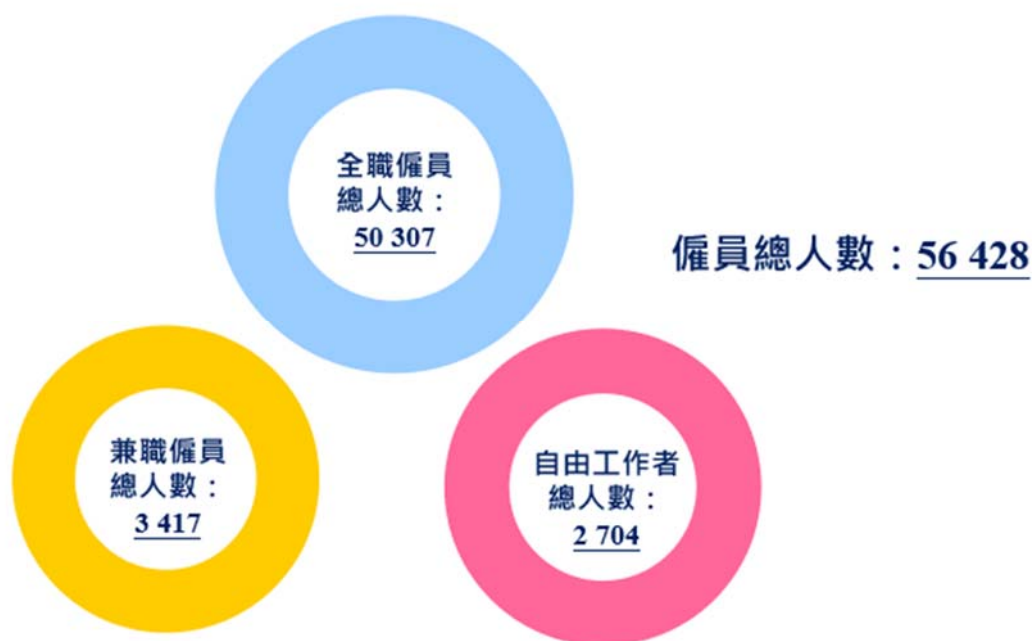 全職僱員
總人數：
50 307
僱員總人數：56 428
兼職僱員
總人數：
3 417
自由工作者
總人數：
2 704